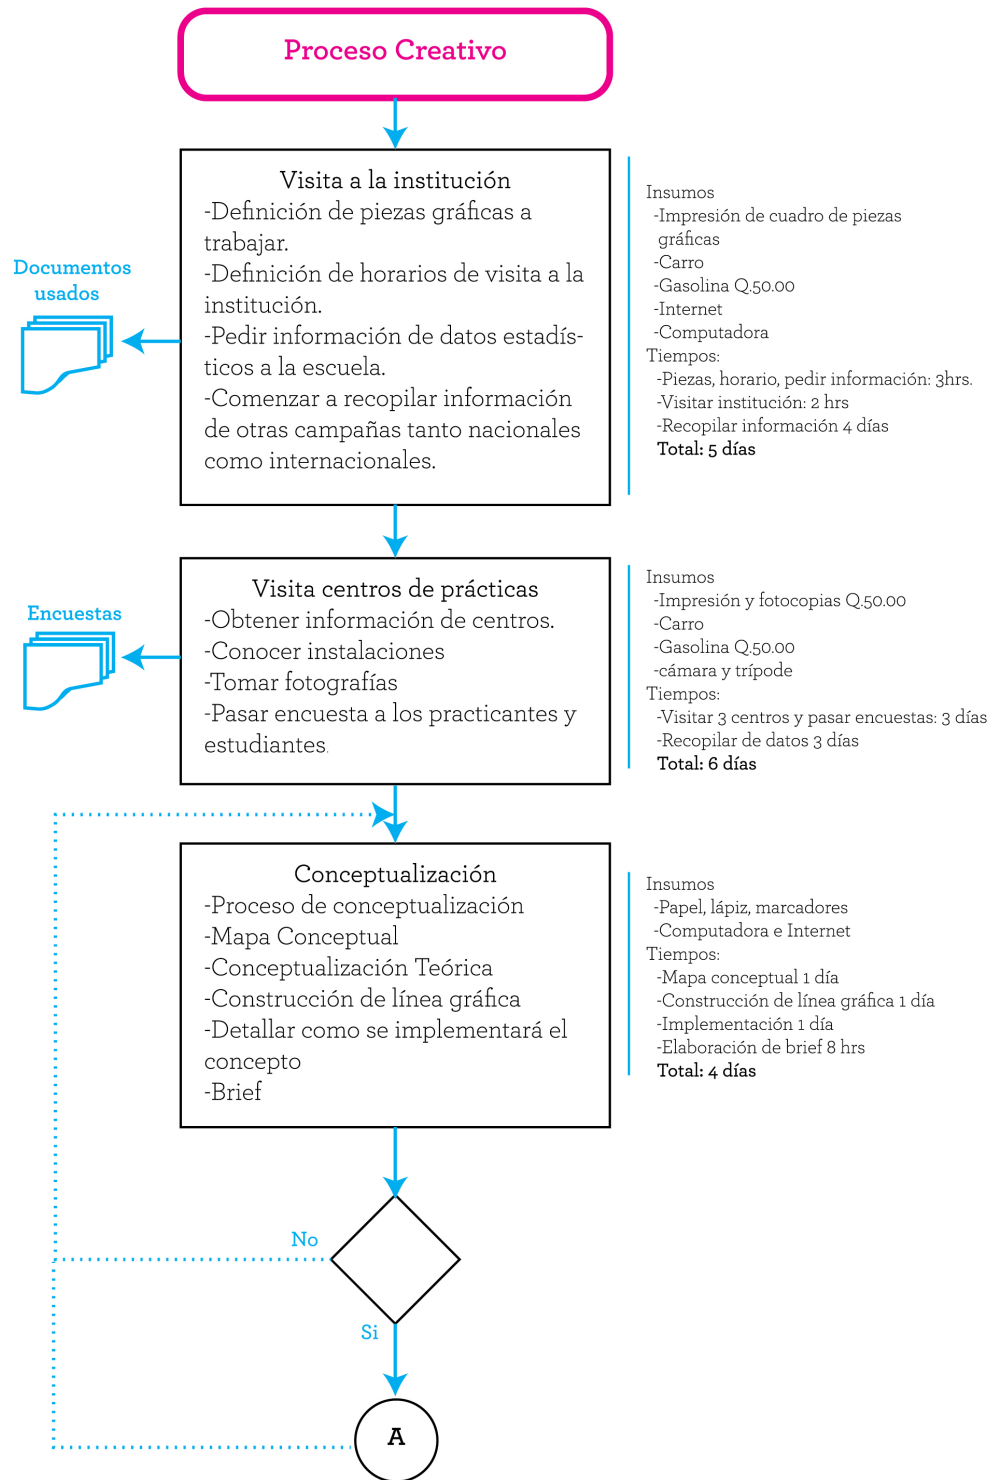 Proceso Creativo
Visita a la institución
-Definición de piezas gráficas a
trabajar.
-Definición de horarios de visita a la
institución.
-Pedir información de datos estadís-
ticos a la escuela.
-Comenzar a recopilar información
de otras campañas tanto nacionales
como internacionales.
Documentos
usados
Insumos
-Impresión de cuadro de piezas
gráficas
-Carro
-Gasolina Q.50.00
-Internet
-Computadora
Tiempos:
-Piezas, horario, pedir información: 3hrs.
-Visitar institución: 2 hrs
-Recopilar información 4 días
Total: 5 días
Visita centros de prácticas
-Obtener información de centros.
-Conocer instalaciones
-Tomar fotografías
-Pasar encuesta a los practicantes y
estudiantes.
Encuestas
Insumos
-Impresión y fotocopias Q.50.00
-Carro
-Gasolina Q.50.00
-cámara y trípode
Tiempos:
-Visitar 3 centros y pasar encuestas: 3 días
-Recopilar de datos 3 días
Total: 6 días
Conceptualización
-Proceso de conceptualización
-Mapa Conceptual
-Conceptualización Teórica
-Construcción de línea gráfica
-Detallar como se implementará el
concepto
-Brief
Insumos
-Papel, lápiz, marcadores
-Computadora e Internet
Tiempos:
-Mapa conceptual 1 día
-Construcción de línea gráfica 1 día
-Implementación 1 día
-Elaboración de brief 8 hrs
Total: 4 días
No
Si
A